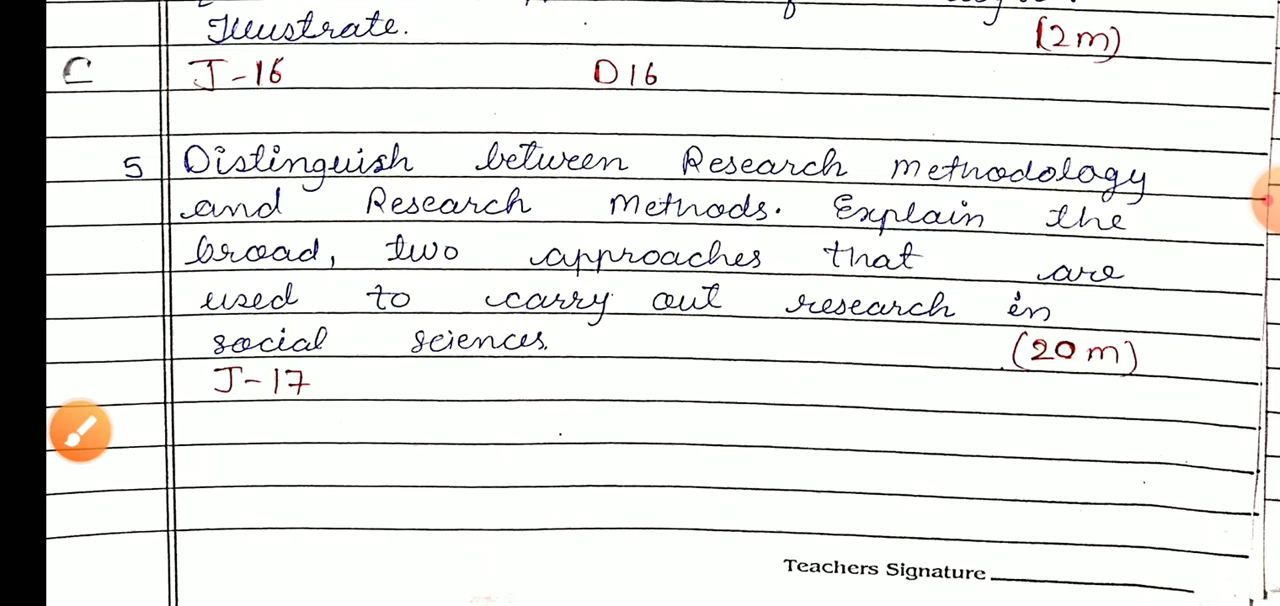 Illustrate. (2m)
C J-16 D16
5 Distinguish between Research methodology
and Research Methods. Explain the
broad, two approaches that are
used to carry out research in
social sciences. (20m)
J-17
Teachers Signature